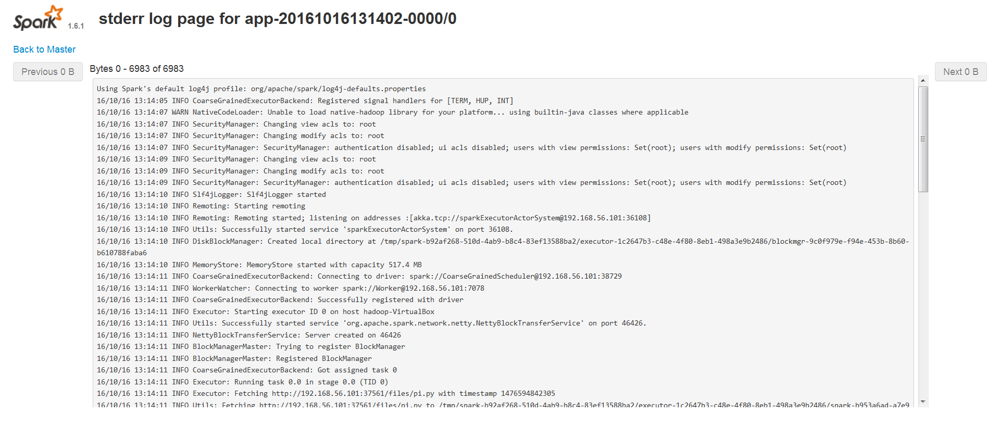 Spark 1.6.1 stderr log page for app-20161016131402-0000/0
Back to Master
Previous 0 B
Bytes 0 - 6983 of 6983
Next 0 B
Using Spark's default log4j profile: org/apache/spark/log4j-defaults.properties
16/10/16 13:14:05 INFO CoarseGrainedExecutorBackend: Registered signal handlers for [TERM, HUP, INT]
16/10/16 13:14:07 WARN NativeCodeLoader: Unable to load native-hadoop library for your platform... using builtin-java classes where applicable
16/10/16 13:14:07 INFO SecurityManager: Changing view acls to: root
16/10/16 13:14:07 INFO SecurityManager: Changing modify acls to: root
16/10/16 13:14:07 INFO SecurityManager: SecurityManager: authentication disabled; ui acls disabled; users with view permissions: Set(root); users with modify permissions: Set(root)
16/10/16 13:14:09 INFO SecurityManager: Changing view acls to: root
16/10/16 13:14:09 INFO SecurityManager: Changing modify acls to: root
16/10/16 13:14:09 INFO SecurityManager: SecurityManager: authentication disabled; ui acls disabled; users with view permissions: Set(root); users with modify permissions: Set(root)
16/10/16 13:14:10 INFO Slf4jLogger: Slf4jLogger started
16/10/16 13:14:10 INFO Remoting: Starting remoting
16/10/16 13:14:10 INFO Remoting: Remoting started; listening on addresses :[akka.tcp://sparkExecutorActorSystem@192.168.56.101:36108]
16/10/16 13:14:10 INFO Utils: Successfully started service 'sparkExecutorActorSystem' on port 36108.
16/10/16 13:14:10 INFO DiskBlockManager: Created local directory at /tmp/spark-b92af268-510d-4ab9-b8c4-83ef13588ba2/executor-1c2647b3-c48e-4f80-8eb1-498a3e9b2486/blockmgr-9c0f979e-f94e-453b-8b60-
b610788faba6
16/10/16 13:14:10 INFO MemoryStore: MemoryStore started with capacity 517.4 MB
16/10/16 13:14:11 INFO CoarseGrainedExecutorBackend: Connecting to driver: spark://CoarseGrainedScheduler@192.168.56.101:38729
16/10/16 13:14:11 INFO WorkerWatcher: Connecting to worker spark://Worker@192.168.56.101:7078
16/10/16 13:14:11 INFO CoarseGrainedExecutorBackend: Successfully registered with driver
16/10/16 13:14:11 INFO Executor: Starting executor ID 0 on host hadoop-VirtualBox
16/10/16 13:14:11 INFO Utils: Successfully started service 'org.apache.spark.network.netty.NettyBlockTransferService' on port 46426.
16/10/16 13:14:11 INFO NettyBlockTransferService: Server created on 46426
16/10/16 13:14:11 INFO BlockManagerMaster: Trying to register BlockManager
16/10/16 13:14:11 INFO BlockManagerMaster: Registered BlockManager
16/10/16 13:14:11 INFO CoarseGrainedExecutorBackend: Got assigned task 0
16/10/16 13:14:11 INFO Executor: Running task 0.0 in stage 0.0 (TID 0)
16/10/16 13:14:11 INFO Executor: Fetching http://192.168.56.101:37561/files/pi.py with timestamp 1476594842305
16/10/16 13:14:11 INFO Utils: Fetching http://192.168.56.101:37561/files/pi.py to /tmp/spark-b92af268-510d-4ab9-b8c4-83ef13588ba2/executor-1c2647b3-c48e-4f80-8eb1-498a3e9b2486/spark-b953a6ad-a7e9